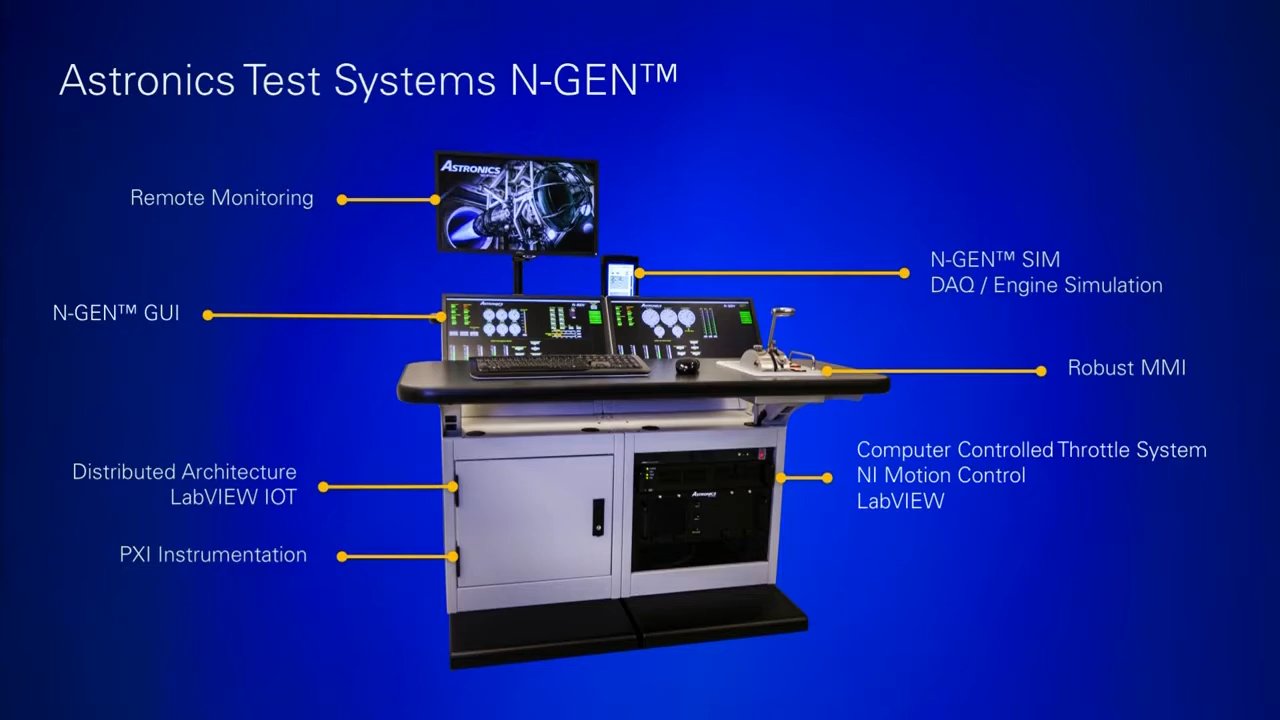 Astronics Test Systems N-GEN™
ASTRONICS
Remote Monitoring
N-GEN™ SIM
DAQ / Engine Simulation
N-GEN™ GUI
Robust MMI
Computer Controlled Throttle System
NI Motion Control
LabVIEW
Distributed Architecture
LabVIEW IOT
ASTRONICS
PXI Instrumentation